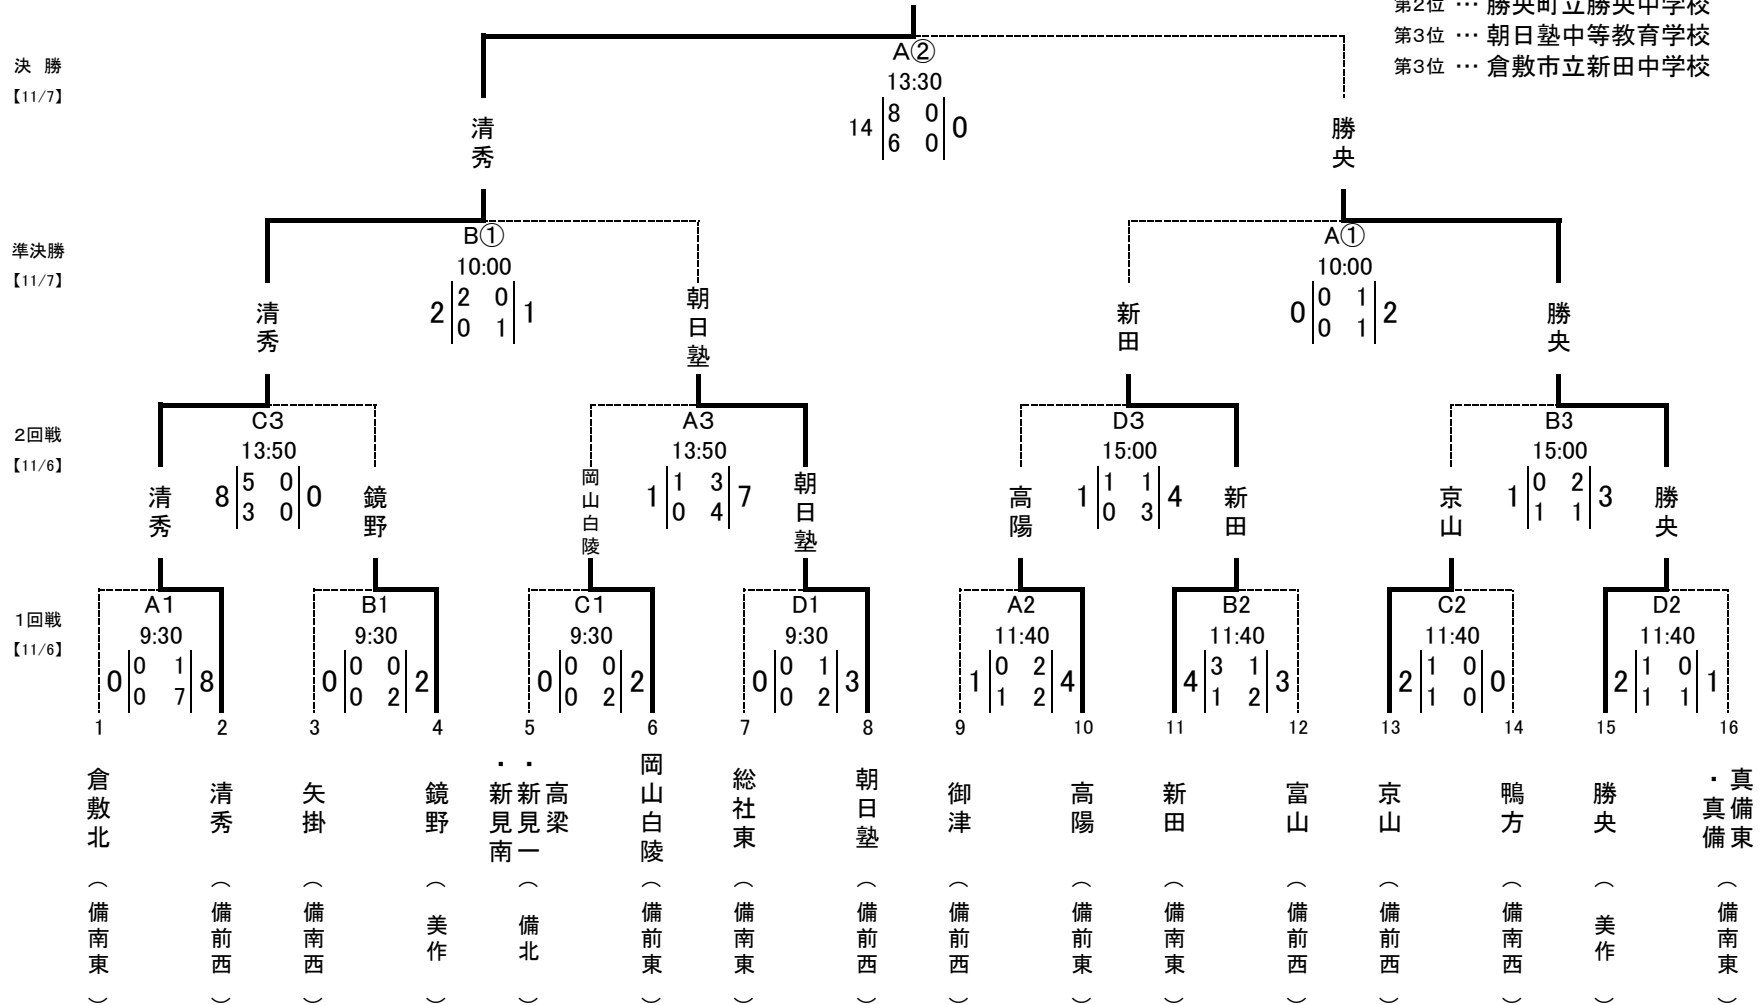 第2位 … 勝央町立勝央中学校
第3位 … 朝日塾中等教育学校
第3位 … 倉敷市立新田中学校
決 勝
【11/7】
A②
13:30
14 8 0 0
6 0
清秀
勝央
準決勝
【11/7】
B①
10:00
2 2 0 1
0 1
A①
10:00
0 0 1 2
0 1
清秀
朝日塾
新田
勝央
2回戦
【11/6】
C3
13:50
8 5 0 0
3 0
A3
13:50
1 1 3 7
0 4
D3
15:00
1 1 1 4
0 3
B3
15:00
1 0 2 3
1 1
清秀
鏡野
岡山白陵
朝日塾
高陽
新田
京山
勝央
1回戦
【11/6】
A1
9:30
0 0 1 8
0 7
B1
9:30
0 0 0 2
0 2
C1
9:30
0 0 0 2
0 2
D1
9:30
0 0 1 3
0 2
A2
11:40
1 0 2 4
1 2
B2
11:40
4 3 1 3
1 2
C2
11:40
2 1 0 0
1 0
D2
11:40
2 1 0 1
1 1
1 2 3 4 5 6 7 8 9 10 11 12 13 14 15 16
倉敷北
(備南東)
清秀
(備前西)
矢掛
(備南西)
鏡野
(美作)
高梁
・新見一
・新見南
(備北)
岡山白陵
(備前東)
総社東
(備南東)
朝日塾
(備前西)
御津
(備前西)
高陽
(備前東)
新田
(備南東)
富山
(備前西)
京山
(備前西)
鴨方
(備南西)
勝央
(美作)
真備東
・真備
(備南東)